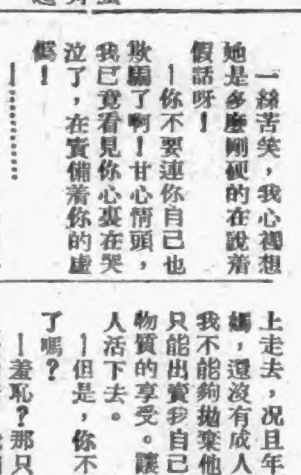 一絲苦笑，我心裡想
她是多麼剛硬的在說着
假話呀！
—你不要連你自己也
欺騙了啊！甘心情願，
我已竟看見你心裏在哭
泣了，在責備着你的虛
僞！
—…………
上走去，况且年
媽，還沒有成人
我不能夠拋棄他
只能出賣我自己
物質的享受。讓
人活下去。
—但是，你不
了嗎？
—羞恥？那只